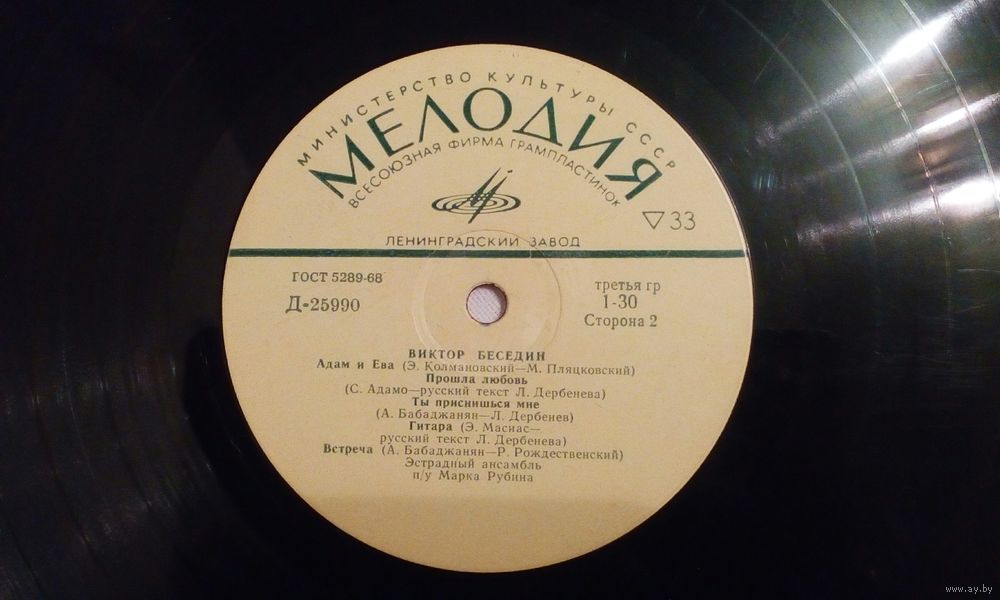 МИНИСТЕРСТВО КУЛЬТУРЫ СССР
МЕЛОДИЯ
ВСЕСОЮЗНАЯ ФИРМА ГРАМПЛАСТИНОК
▽33
ЛЕНИНГРАДСКИЙ ЗАВОД
ГОСТ 5289-68
Д-25990
третья гр
1-30
Сторона 2
ВИКТОР БЕСЕДИН
Адам и Ева (Э. Колмановский—М. Пляцковский)
Прошла любовь
(С. Адамо—русский текст Л. Дербенева)
Ты приснишься мне
(А. Бабаджанян—Л. Дербенев)
Гитара (Э. Масиас—
русский текст Л. Дербенева)
Встреча (А. Бабаджанян—Р. Рождественский)
Эстрадный ансамбль
п/у Марка Рубина
www.ay.by